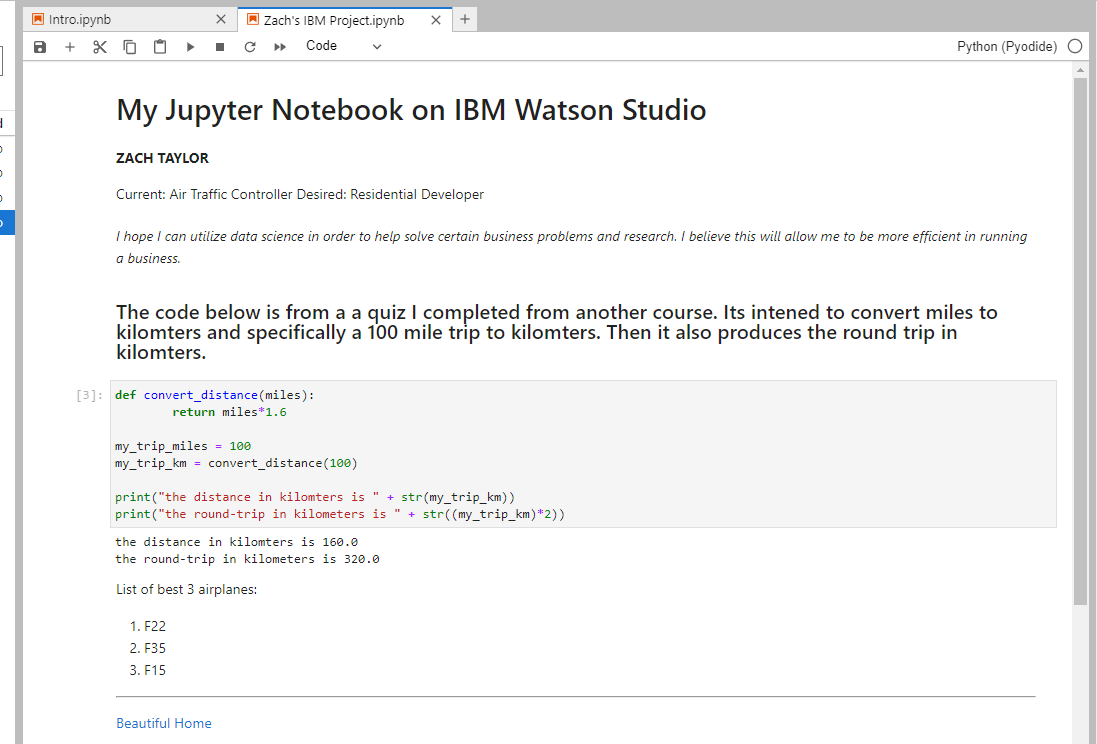 Intro.ipynb
Zach's IBM Project.ipynb
Code
Python (Pyodide)
My Jupyter Notebook on IBM Watson Studio
ZACH TAYLOR
Current: Air Traffic Controller Desired: Residential Developer
I hope I can utilize data science in order to help solve certain business problems and research. I believe this will allow me to be more efficient in running
a business.
The code below is from a a quiz I completed from another course. Its intened to convert miles to
kilomters and specifically a 100 mile trip to kilomters. Then it also produces the round trip in
kilomters.
[3]:
def convert_distance(miles):
        return miles*1.6
my_trip_miles = 100
my_trip_km = convert_distance(100)
print("the distance in kilomters is " + str(my_trip_km))
print("the round-trip in kilometers is " + str((my_trip_km)*2))
the distance in kilomters is 160.0
the round-trip in kilometers is 320.0
List of best 3 airplanes:
1. F22
2. F35
3. F15
Beautiful Home